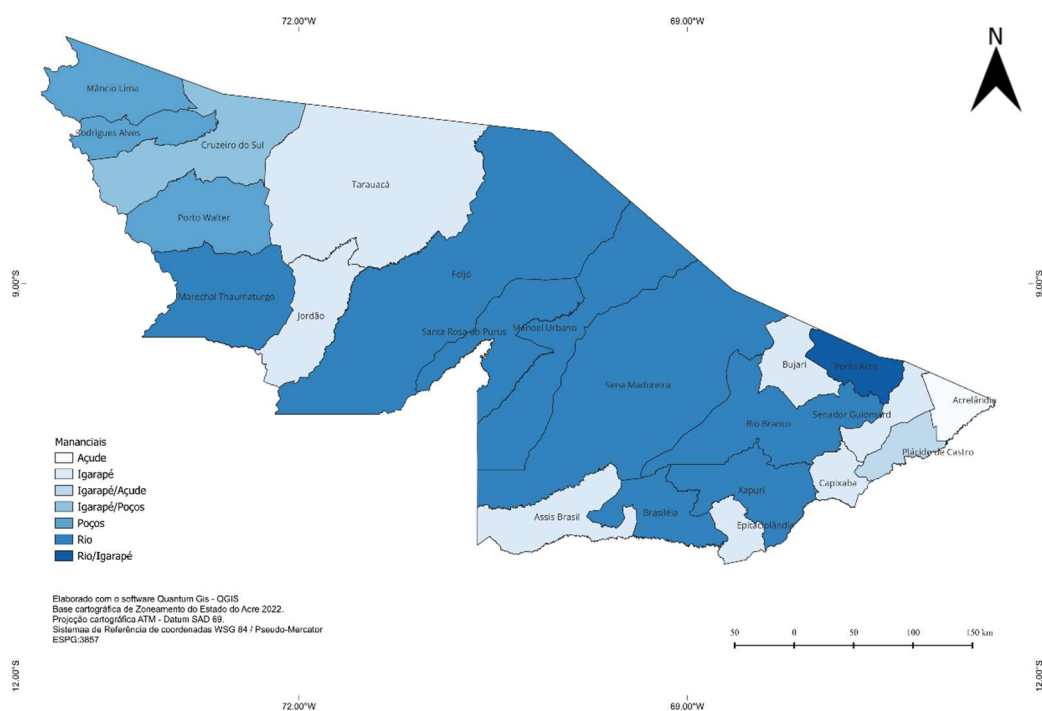 72.00°W
69.00°W
N
Mâncio Lima
Rodrigues Alves
Cruzeiro do Sul
Tarauacá
Porto Walter
9.00°S
9.00°S
Feijó
Marechal Thaumaturgo
Jordão
Santa Rosa do Purus
Manoel Urbano
Bujari
Porto Acre
Sena Madureira
Acrelândia
Senador Guiomard
Rio Branco
Plácido de Castro
Capixaba
Xapuri
Assis Brasil
Brasiléia
Epitaciolândia
Mananciais
Açude
Igarapé
Igarapé/Açude
Igarapé/Poços
Poços
Rio
Rio/Igarapé
Elaborado com o software Quantum Gis - QGIS
Base cartográfica de Zoneamento do Estado do Acre 2022.
Projeção cartográfica ATM - Datum SAD 69.
Sistemaa de Referência de coordenadas WSG 84 / Pseudo-Mercator
ESPG:3857
50 0 50 100 150 km
12.00°S
12.00°S
72.00°W
69.00°W